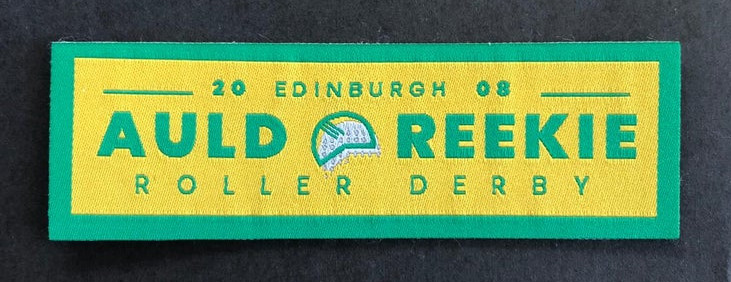 20 EDINBURGH 08
AULD REEKIE
ROLLER DERBY